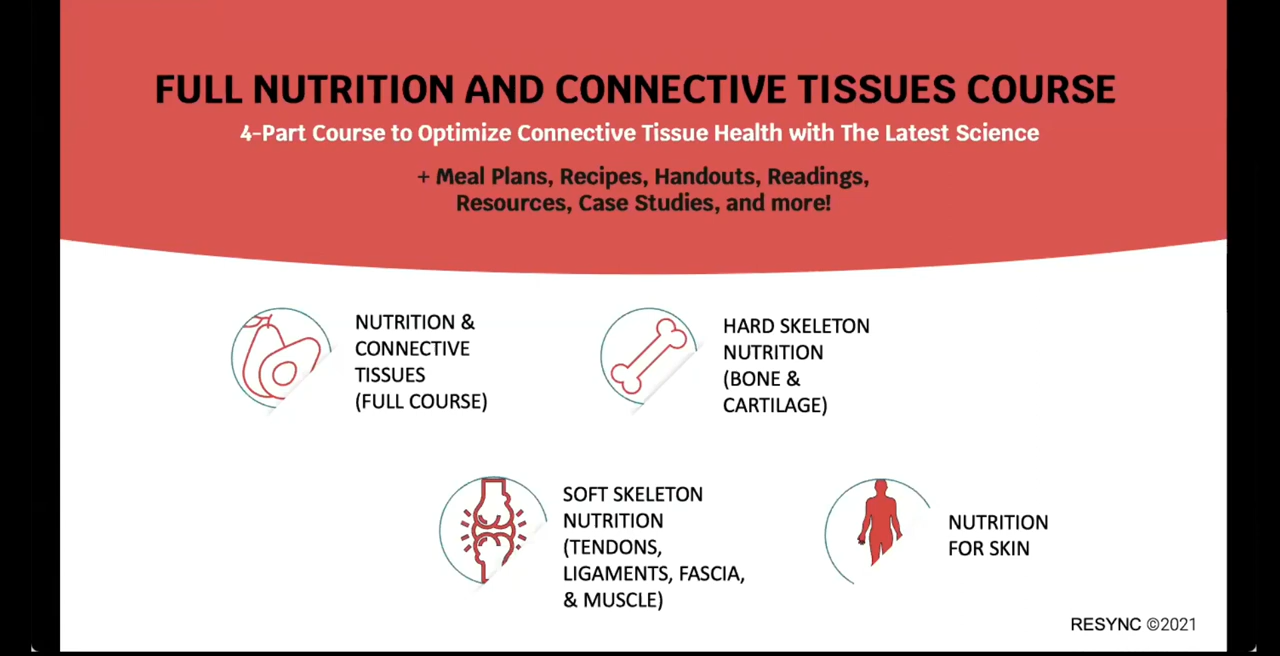 FULL NUTRITION AND CONNECTIVE TISSUES COURSE
4-Part Course to Optimize Connective Tissue Health with The Latest Science
+ Meal Plans, Recipes, Handouts, Readings,
Resources, Case Studies, and more!
NUTRITION &
CONNECTIVE
TISSUES
(FULL COURSE)
HARD SKELETON
NUTRITION
(BONE &
CARTILAGE)
SOFT SKELETON
NUTRITION
(TENDONS,
LIGAMENTS, FASCIA,
& MUSCLE)
NUTRITION
FOR SKIN
RESYNC ©2021